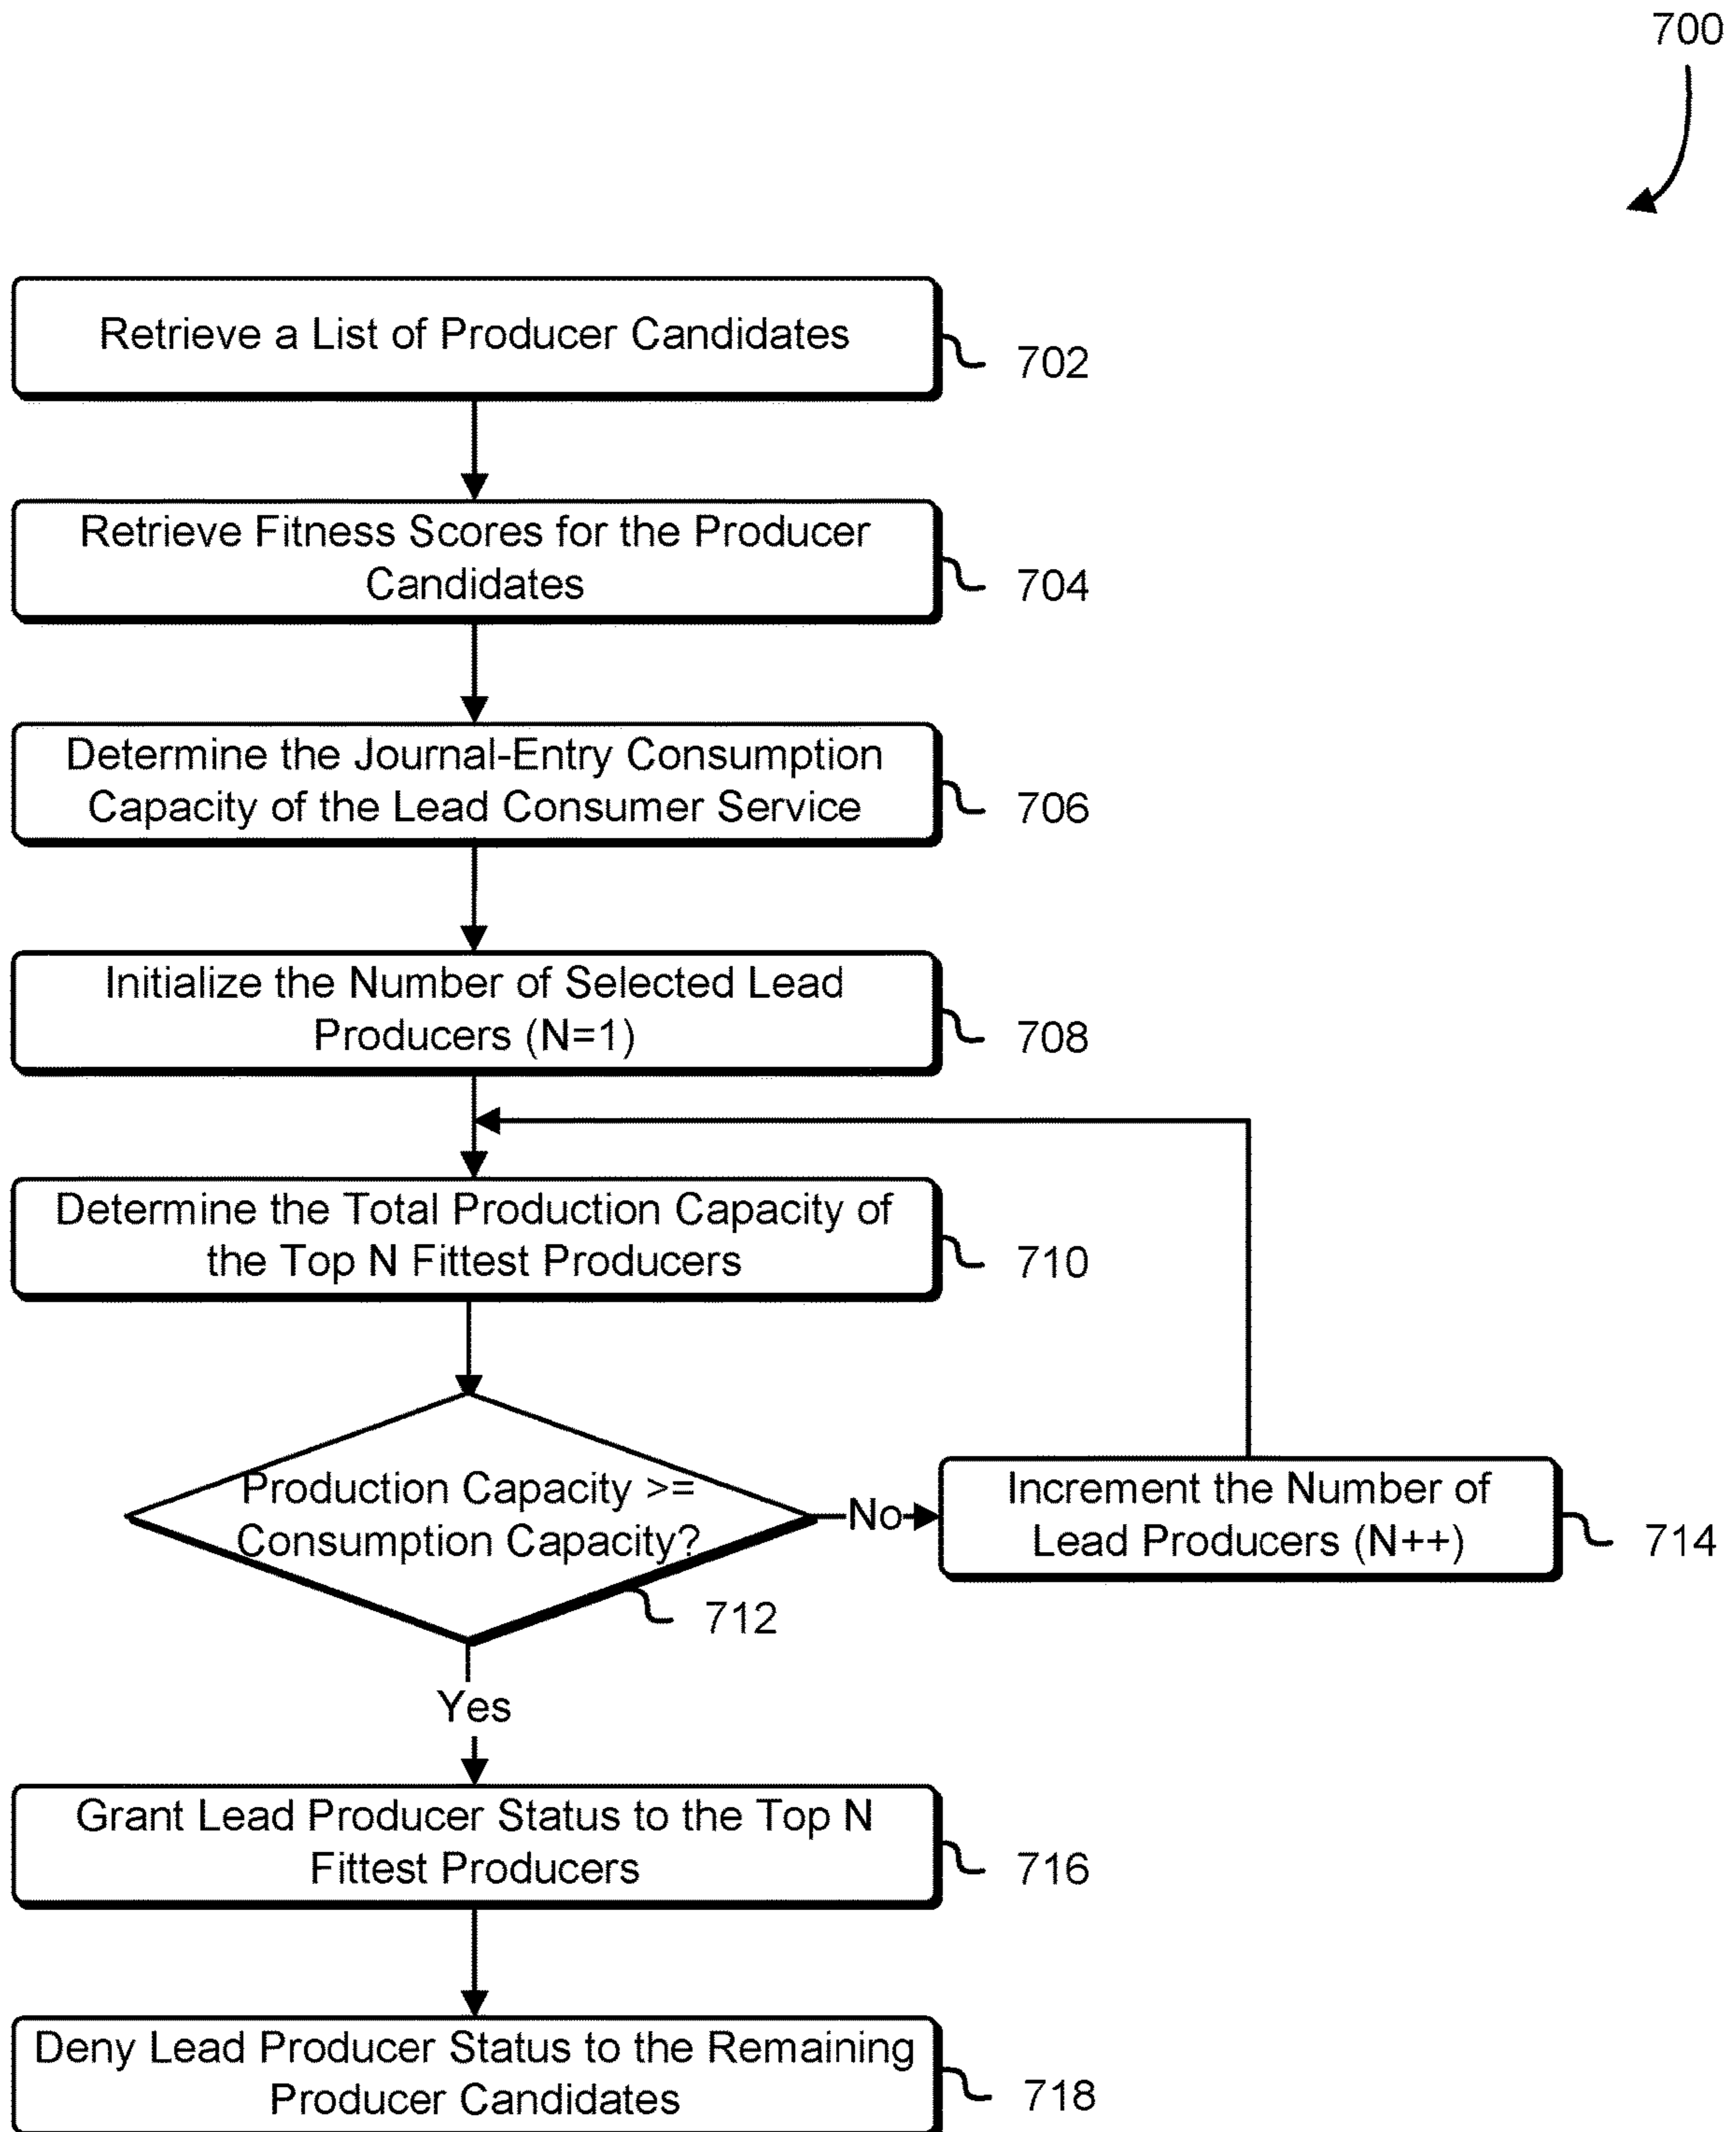 700
Retrieve a List of Producer Candidates
702
Retrieve Fitness Scores for the Producer
Candidates
704
Determine the Journal-Entry Consumption
Capacity of the Lead Consumer Service
706
Initialize the Number of Selected Lead
Producers (N=1)
708
Determine the Total Production Capacity of
the Top N Fittest Producers
710
Production Capacity >=
Consumption Capacity?
712
No
Increment the Number of
Lead Producers (N++)
714
Yes
Grant Lead Producer Status to the Top N
Fittest Producers
716
Deny Lead Producer Status to the Remaining
Producer Candidates
718